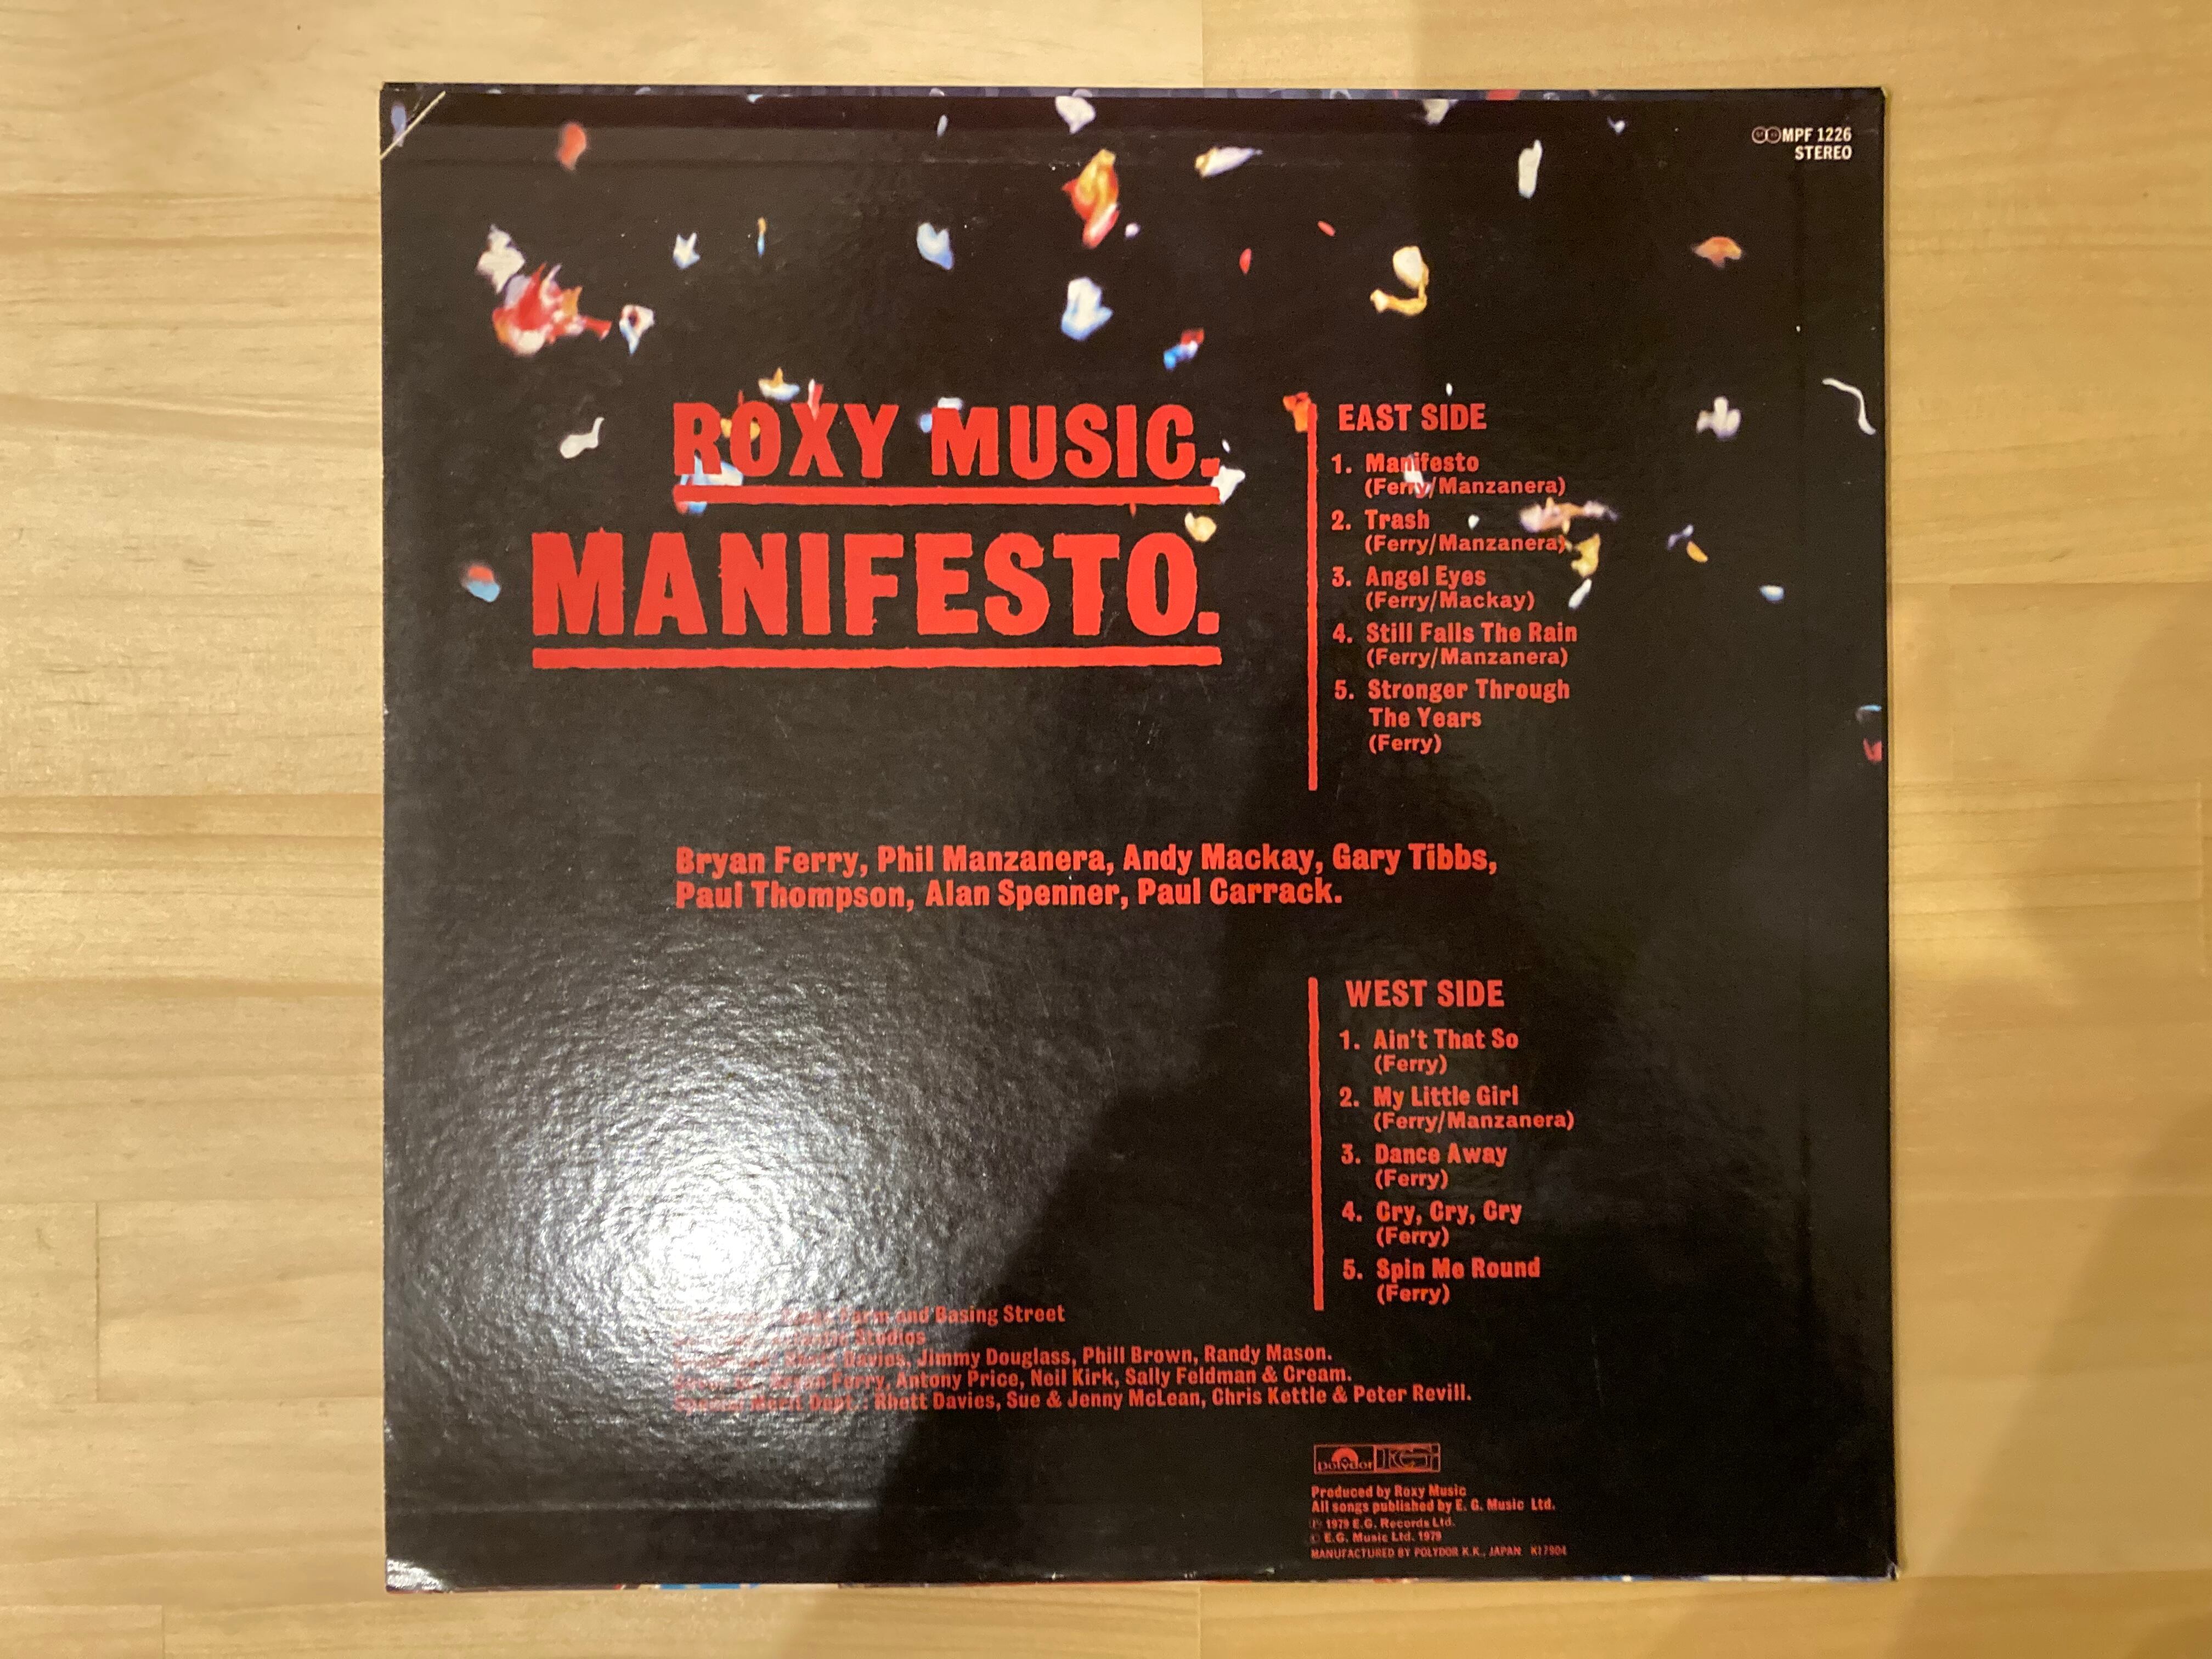 MPF 1226
STEREO
ROXY MUSIC.
MANIFESTO.
EAST SIDE
1. Manifesto
(Ferry/Manzanera)
2. Trash
(Ferry/Manzanera)
3. Angel Eyes
(Ferry/Mackay)
4. Still Falls The Rain
(Ferry/Manzanera)
5. Stronger Through
The Years
(Ferry)
Bryan Ferry, Phil Manzanera, Andy Mackay, Gary Tibbs,
Paul Thompson, Alan Spenner, Paul Carrack.
WEST SIDE
1. Ain't That So
(Ferry)
2. My Little Girl
(Ferry/Manzanera)
3. Dance Away
(Ferry)
4. Cry, Cry, Cry
(Ferry)
5. Spin Me Round
(Ferry)
Farm and Basing Street
Studios
Rhett Davies, Jimmy Douglass, Phill Brown, Randy Mason.
Bryan Ferry, Antony Price, Neil Kirk, Sally Feldman & Cream.
Special Merit Dept.: Rhett Davies, Sue & Jenny McLean, Chris Kettle & Peter Revill.
polydor EG
Produced by Roxy Music
All songs published by E. G. Music Ltd.
℗ 1979 E.G. Records Ltd.
© E.G. Music Ltd. 1979
MANUFACTURED BY POLYDOR K.K., JAPAN K17904